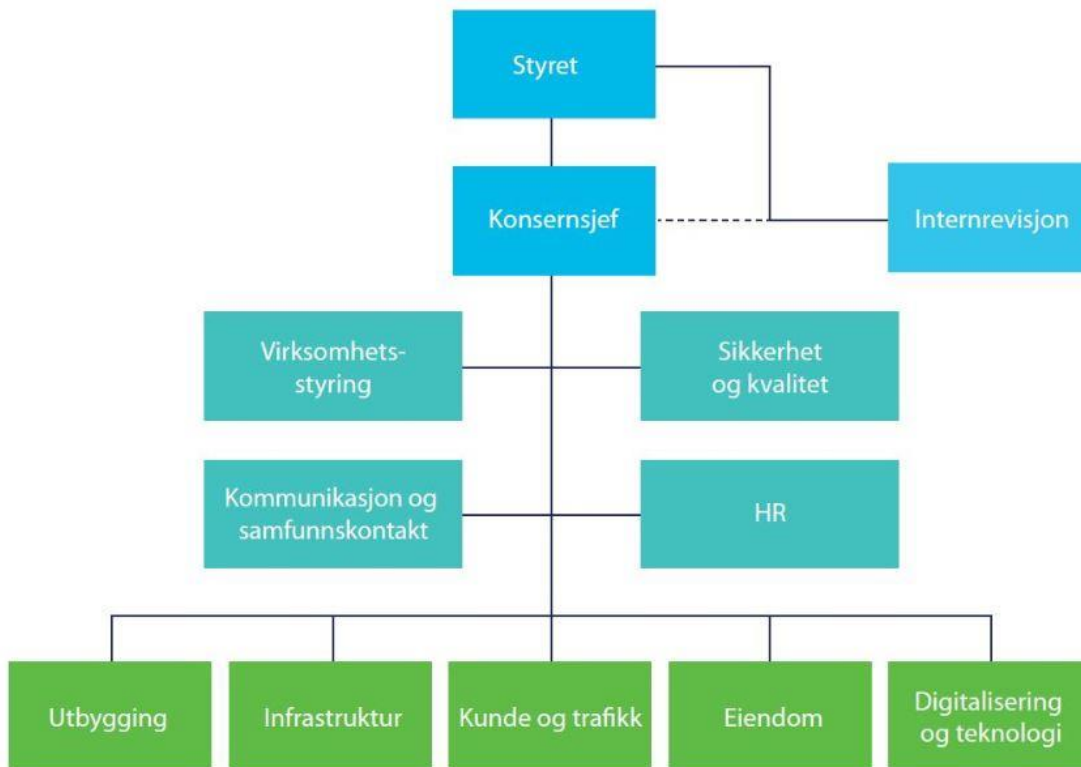 Styret
Konsernsjef
Internrevisjon
Virksomhets-
styring
Sikkerhet
og kvalitet
Kommunikasjon og
samfunnskontakt
HR
Utbygging
Infrastruktur
Kunde og trafikk
Eiendom
Digitalisering
og teknologi